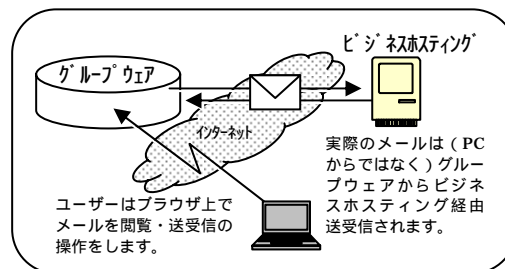 ビジネスホスティング
グループウェア
インターネット
実際のメールは(PC
からではなく)グルー
プウェアからビジネ
スホスティング経由
送受信されます。
ユーザーはブラウザ上で
メールを閲覧・送受信の
操作をします。